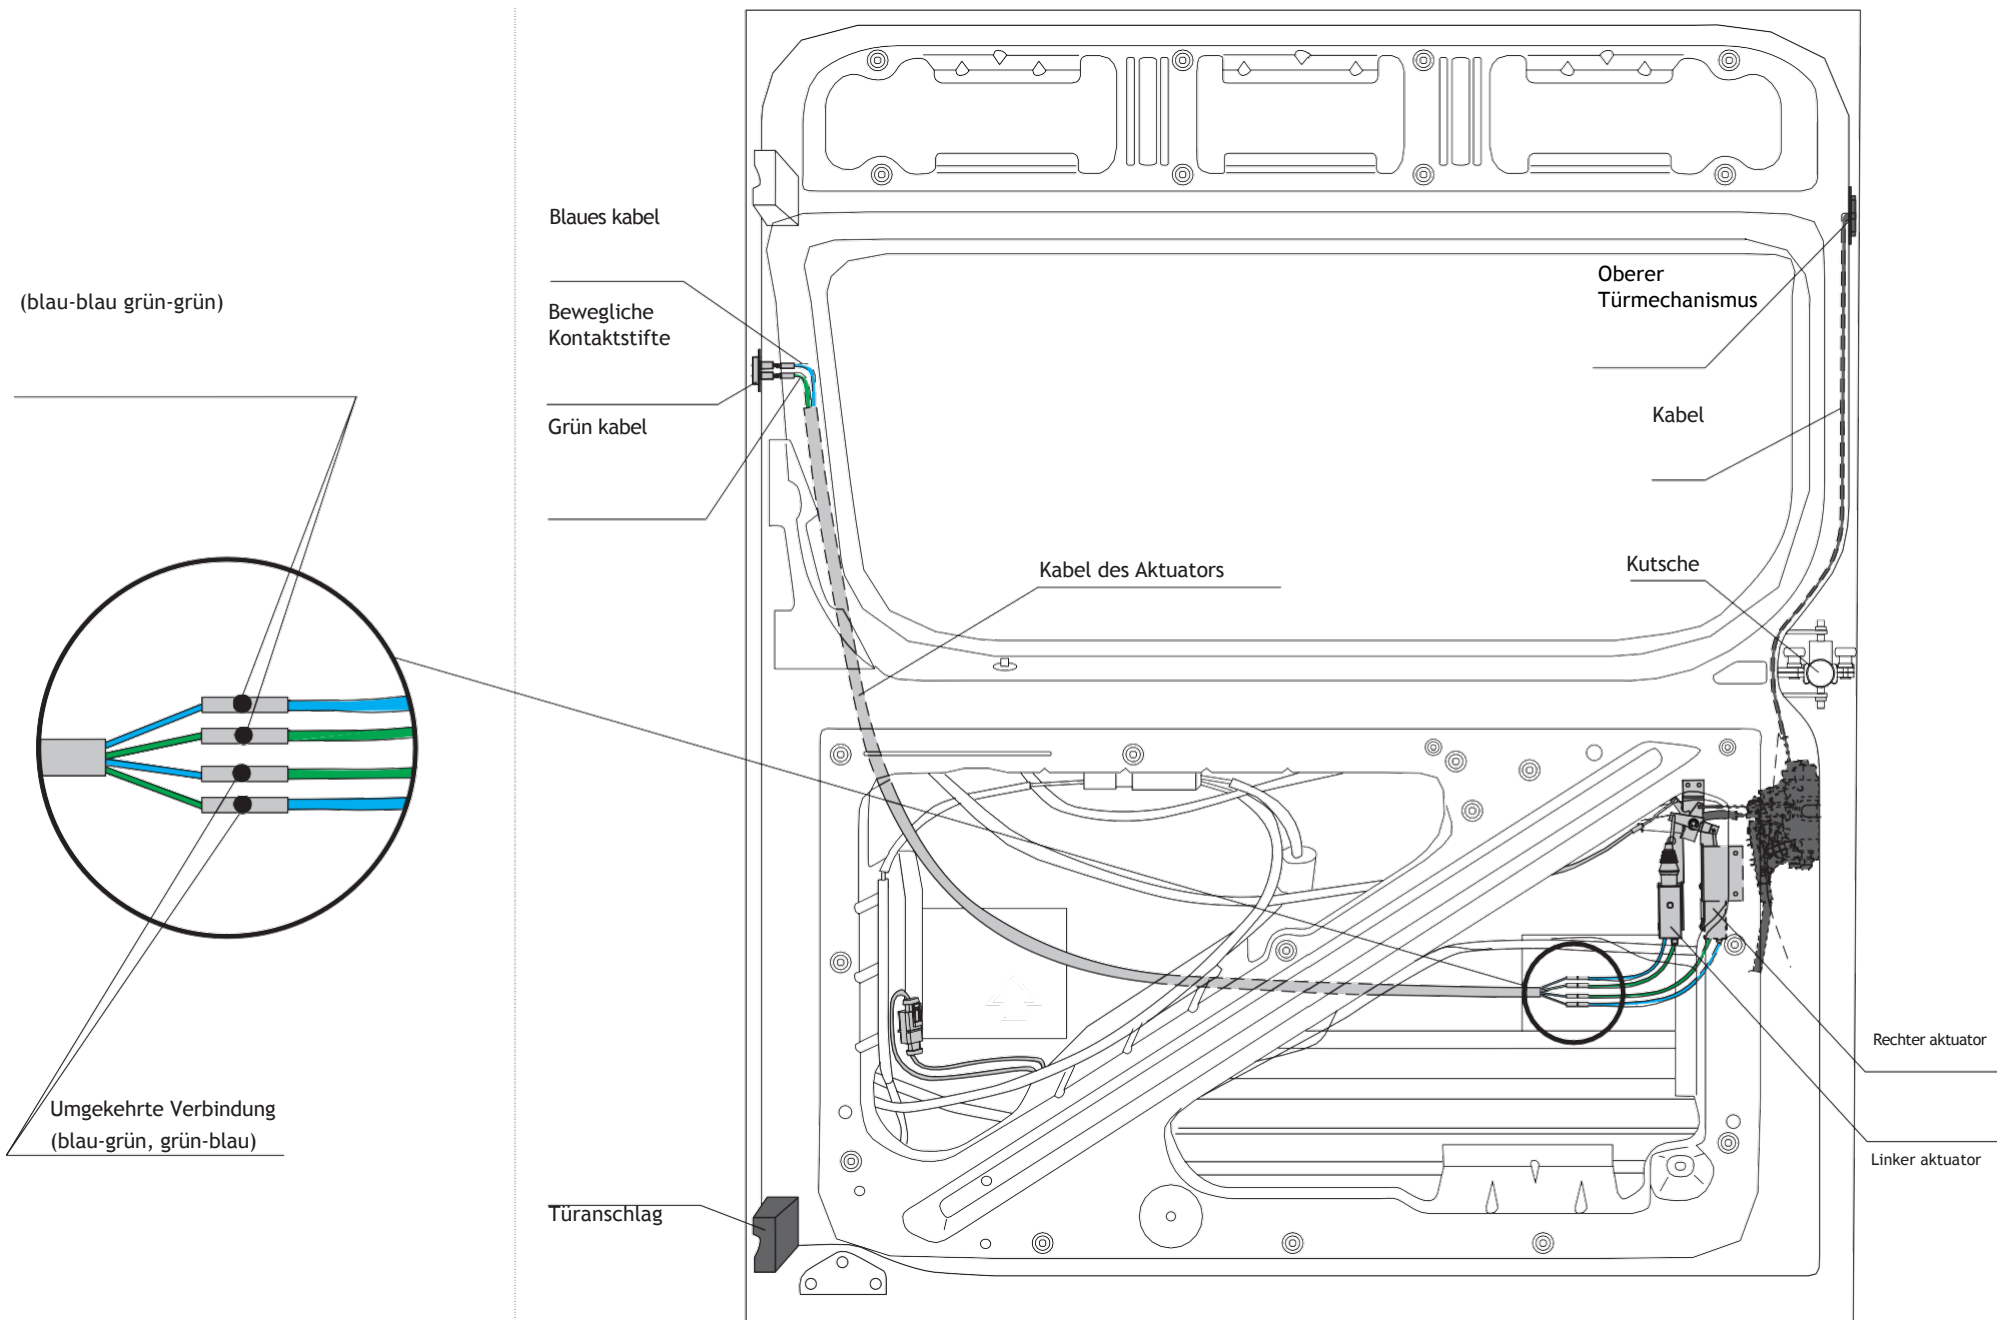 (blau-blau grün-grün)
Umgekehrte Verbindung
(blau-grün, grün-blau)
Blaues kabel
Bewegliche
Kontaktstifte
Grün kabel
Kabel des Aktuators
Türanschlag
Oberer
Türmechanismus
Kabel
Kutsche
Rechter aktuator
Linker aktuator